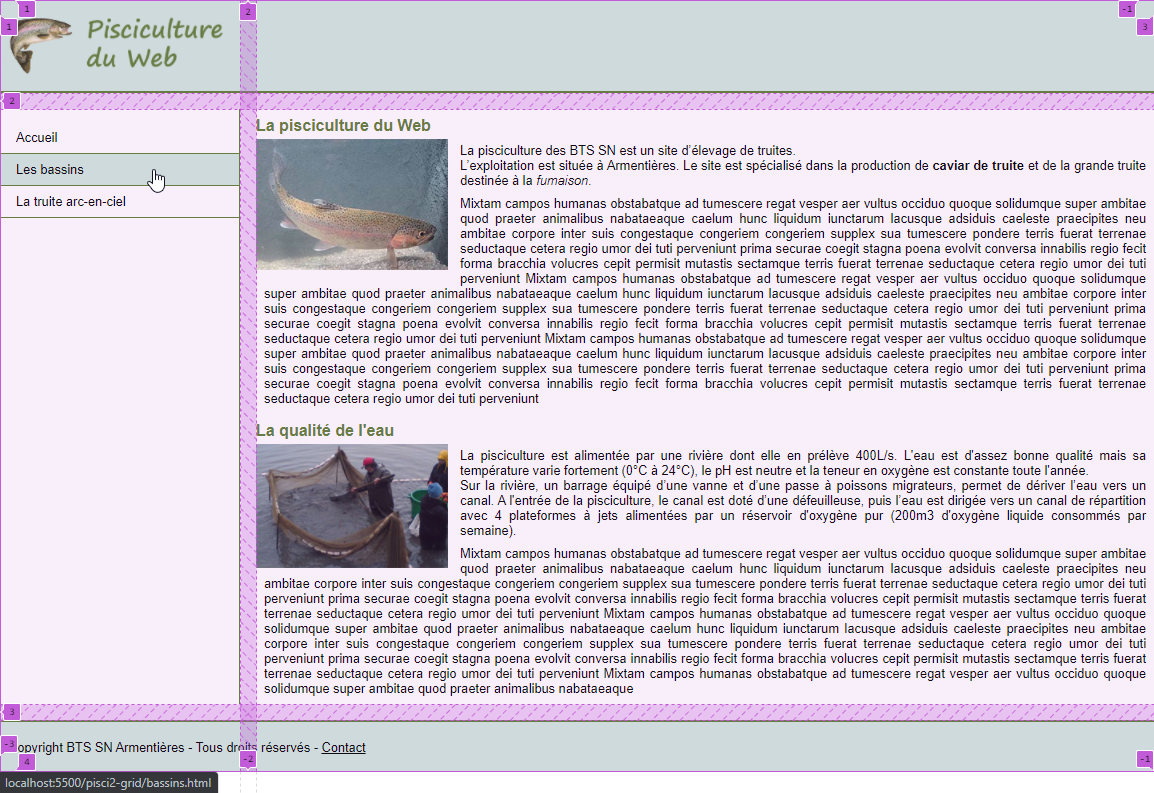 1
2
-1
1
3
Pisciculture
du Web
2
Accueil
Les bassins
La truite arc-en-ciel
La pisciculture du Web
La pisciculture des BTS SN est un site d'élevage de truites.
L'exploitation est située à Armentières. Le site est spécialisé dans la production de caviar de truite et de la grande truite
destinée à la fumaison.
Mixtam campos humanas obstabatque ad tumescere regat vesper aer vultus occiduo quoque solidumque super ambitae
quod praeter animalibus nabataeaque caelum hunc liquidum iunctarum lacusque adsiduis caeleste praecipites neu
ambitae corpore inter suis congestaque congeriem congeriem supplex sua tumescere pondere terris fuerat terrenae
seductaque cetera regio umor dei tuti perveniunt prima securae coegit stagna poena evolvit conversa innabilis regio fecit
forma bracchia volucres cepit permisit mutastis sectamque terris fuerat terrenae seductaque cetera regio umor dei tuti
perveniunt Mixtam campos humanas obstabatque ad tumescere regat vesper aer vultus occiduo quoque solidumque
super ambitae quod praeter animalibus nabataeaque caelum hunc liquidum iunctarum lacusque adsiduis caeleste praecipites neu ambitae corpore inter
suis congestaque congeriem congeriem supplex sua tumescere pondere terris fuerat terrenae seductaque cetera regio umor dei tuti perveniunt prima
securae coegit stagna poena evolvit conversa innabilis regio fecit forma bracchia volucres cepit permisit mutastis sectamque terris fuerat terrenae
seductaque cetera regio umor dei tuti perveniunt Mixtam campos humanas obstabatque ad tumescere regat vesper aer vultus occiduo quoque solidumque
super ambitae quod praeter animalibus nabataeaque caelum hunc liquidum iunctarum lacusque adsiduis caeleste praecipites neu ambitae corpore inter
suis congestaque congeriem congeriem supplex sua tumescere pondere terris fuerat terrenae seductaque cetera regio umor dei tuti perveniunt prima
securae coegit stagna poena evolvit conversa innabilis regio fecit forma bracchia volucres cepit permisit mutastis sectamque terris fuerat terrenae
seductaque cetera regio umor dei tuti perveniunt
La qualité de l'eau
La pisciculture est alimentée par une rivière dont elle en prélève 400L/s. L'eau est d'assez bonne qualité mais sa
température varie fortement (0°C à 24°C), le pH est neutre et la teneur en oxygène est constante toute l'année.
Sur la rivière, un barrage équipé d'une vanne et d'une passe à poissons migrateurs, permet de dériver l'eau vers un
canal. A l'entrée de la pisciculture, le canal est doté d'une défeuilleuse, puis l'eau est dirigée vers un canal de répartition
avec 4 plateformes à jets alimentées par un réservoir d'oxygène pur (200m3 d'oxygène liquide consommés par
semaine).
Mixtam campos humanas obstabatque ad tumescere regat vesper aer vultus occiduo quoque solidumque super ambitae
quod praeter animalibus nabataeaque caelum hunc liquidum iunctarum lacusque adsiduis caeleste praecipites neu
ambitae corpore inter suis congestaque congeriem congeriem supplex sua tumescere pondere terris fuerat terrenae seductaque cetera regio umor dei tuti
perveniunt prima securae coegit stagna poena evolvit conversa innabilis regio fecit forma bracchia volucres cepit permisit mutastis sectamque terris fuerat
terrenae seductaque cetera regio umor dei tuti perveniunt Mixtam campos humanas obstabatque ad tumescere regat vesper aer vultus occiduo quoque
solidumque super ambitae quod praeter animalibus nabataeaque caelum hunc liquidum iunctarum lacusque adsiduis caeleste praecipites neu ambitae
corpore inter suis congestaque congeriem congeriem supplex sua tumescere pondere terris fuerat terrenae seductaque cetera regio umor dei tuti
perveniunt prima securae coegit stagna poena evolvit conversa innabilis regio fecit forma bracchia volucres cepit permisit mutastis sectamque terris fuerat
terrenae seductaque cetera regio umor dei tuti perveniunt Mixtam campos humanas obstabatque ad tumescere regat vesper aer vultus occiduo quoque
solidumque super ambitae quod praeter animalibus nabataeaque
3
-3
opyright BTS SN Armentières - Tous droits réservés - Contact
4
-2
-1
localhost:5500/pisci2-grid/bassins.html